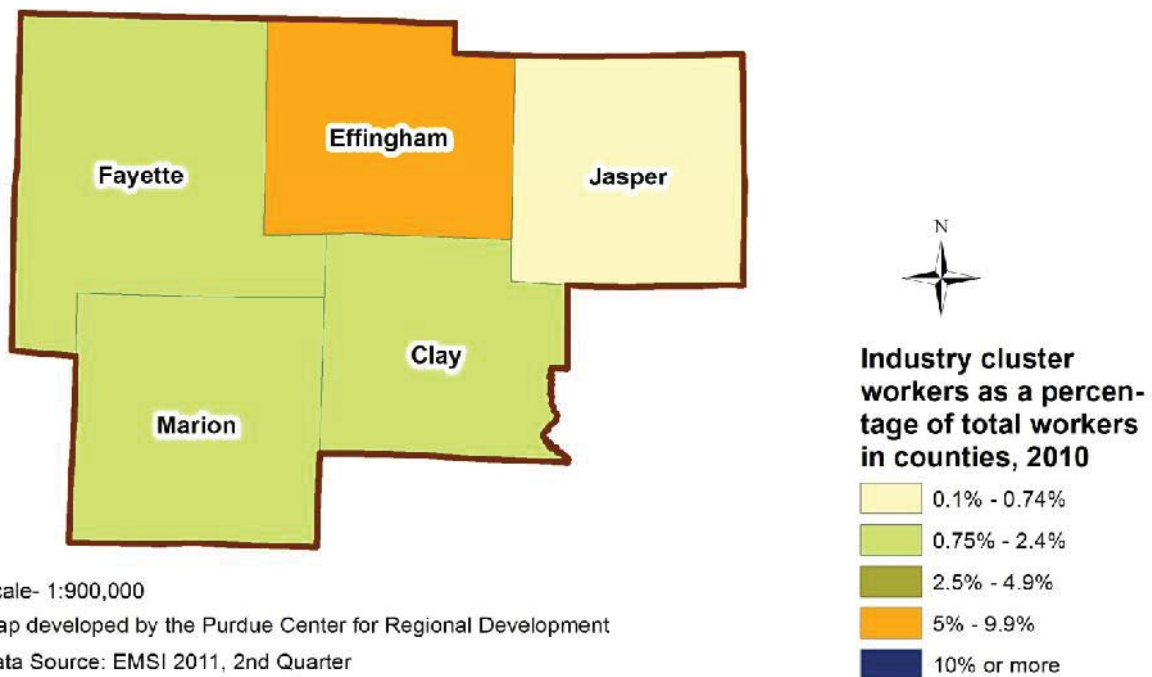 Effingham
Fayette
Jasper
Clay
Marion
N
Industry cluster
workers as a percen-
tage of total workers
in counties, 2010
0.1% - 0.74%
0.75% - 2.4%
2.5% - 4.9%
5% - 9.9%
10% or more
cale- 1:900,000
ap developed by the Purdue Center for Regional Development
ata Source: EMSI 2011, 2nd Quarter